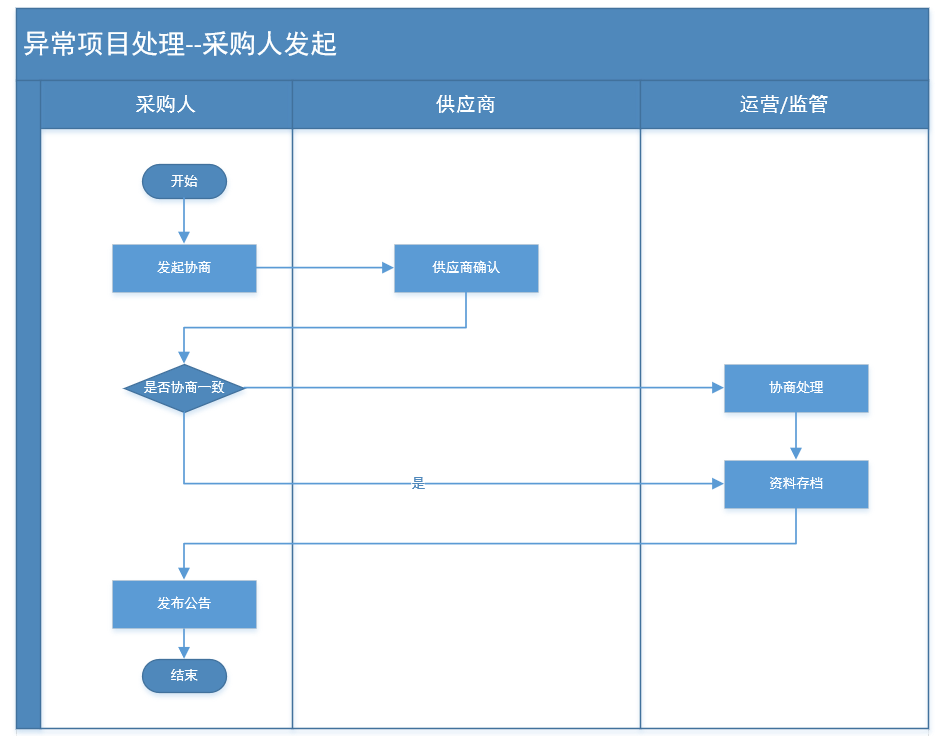 异常项目处理--采购人发起
采购人
供应商
运营/监管
开始
发起协商
供应商确认
是否协商一致
协商处理
是
资料存档
发布公告
结束